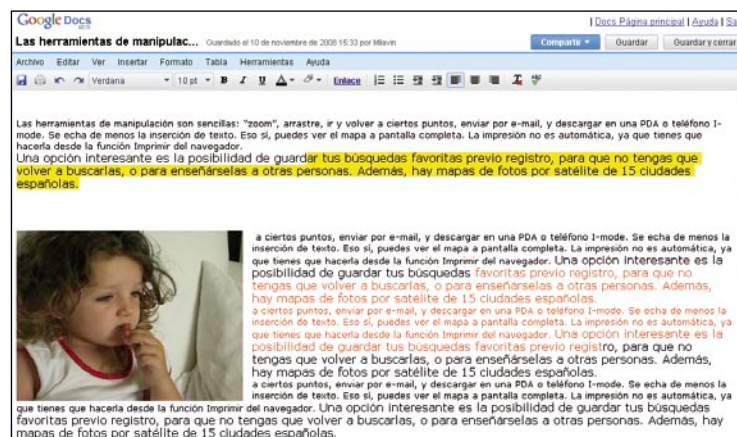 Google Docs
BETA
Docs Página principal | Ayuda | Sa
Las herramientas de manipulac... Guardado el 10 de noviembre de 2008 15:33 por Milavin
Compartir Guardar Guardar y cerrar
Archivo Editar Ver Insertar Formato Tabla Herramientas Ayuda
Verdana 10 pt B I U A Enlace
Las herramientas de manipulación son sencillas: "zoom", arrastre, ir y volver a ciertos puntos, enviar por e-mail, y descargar en una PDA o teléfono I-
mode. Se echa de menos la inserción de texto. Eso sí, puedes ver el mapa a pantalla completa. La impresión no es automática, ya que tienes que
hacerla desde la función Imprimir del navegador.
Una opción interesante es la posibilidad de guardar tus búsquedas favoritas previo registro, para que no tengas que
volver a buscarlas, o para enseñárselas a otras personas. Además, hay mapas de fotos por satélite de 15 ciudades
españolas.
a ciertos puntos, enviar por e-mail, y descargar en una PDA o teléfono I-mode. Se echa de menos la
inserción de texto. Eso sí, puedes ver el mapa a pantalla completa. La impresión no es automática, ya
que tienes que hacerla desde la función Imprimir del navegador. Una opción interesante es la
posibilidad de guardar tus búsquedas favoritas previo registro, para que no
tengas que volver a buscarlas, o para enseñárselas a otras personas. Además,
hay mapas de fotos por satélite de 15 ciudades españolas.
a ciertos puntos, enviar por e-mail, y descargar en una PDA o teléfono I-mode. Se echa de menos la
inserción de texto. Eso sí, puedes ver el mapa a pantalla completa. La impresión no es automática, ya
que tienes que hacerla desde la función Imprimir del navegador. Una opción interesante es la
posibilidad de guardar tus búsquedas favoritas previo registro, para que no
tengas que volver a buscarlas, o para enseñárselas a otras personas. Además,
hay mapas de fotos por satélite de 15 ciudades españolas.
a ciertos puntos, enviar por e-mail, y descargar en una PDA o teléfono I-mode. Se echa de menos la
inserción de texto. Eso sí, puedes ver el mapa a pantalla completa. La impresión no es automática, ya
que tienes que hacerla desde la función Imprimir del navegador. Una opción interesante es la posibilidad de guardar tus búsquedas
favoritas previo registro, para que no tengas que volver a buscarlas, o para enseñárselas a otras personas. Además, hay
mapas de fotos por satélite de 15 ciudades españolas.